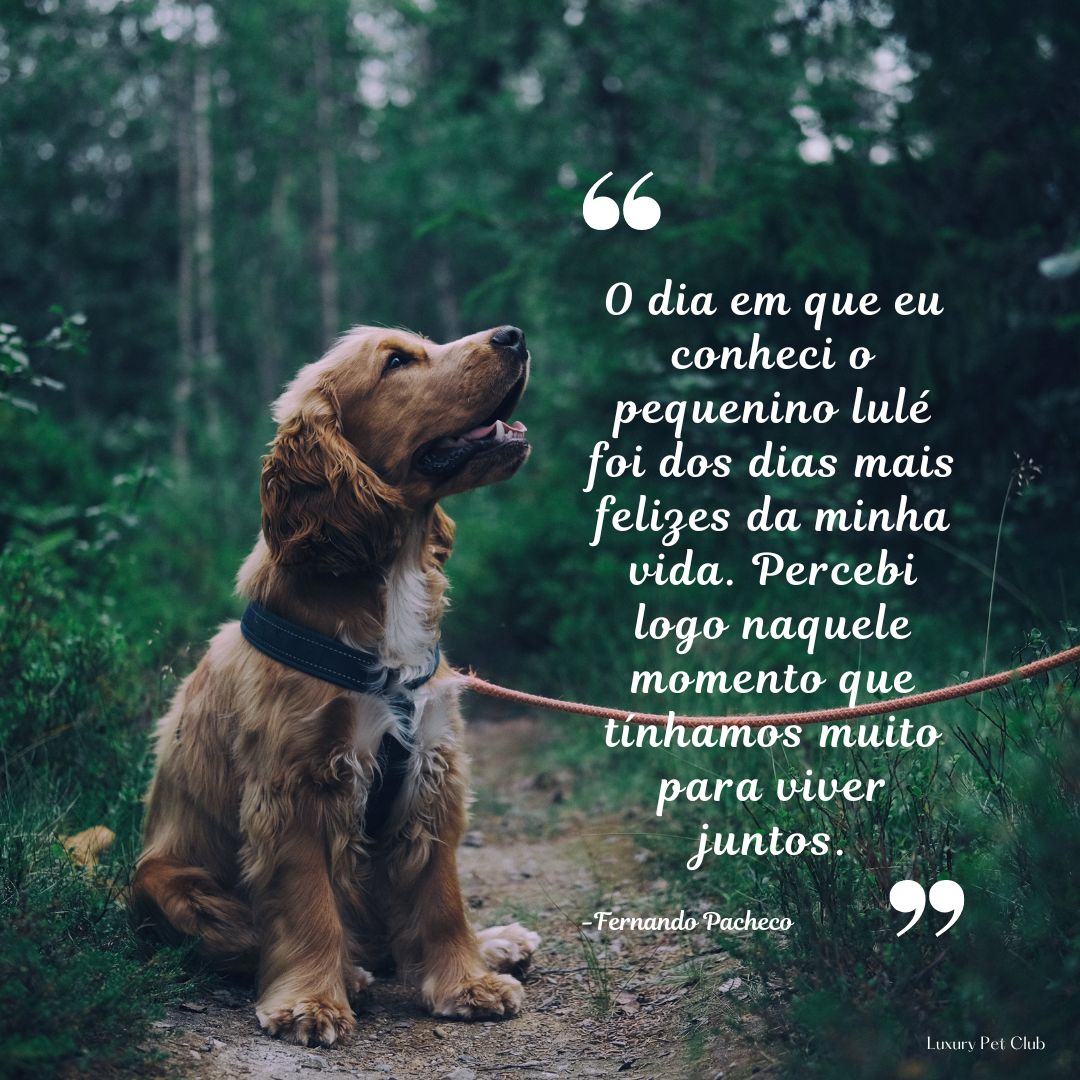 “
O dia em que eu
conheci o
pequenino lulé
foi dos dias mais
felizes da minha
vida. Percebi
logo naquele
momento que
tínhamos muito
para viver
juntos.
”
-Fernando Pacheco
Luxury Pet Club